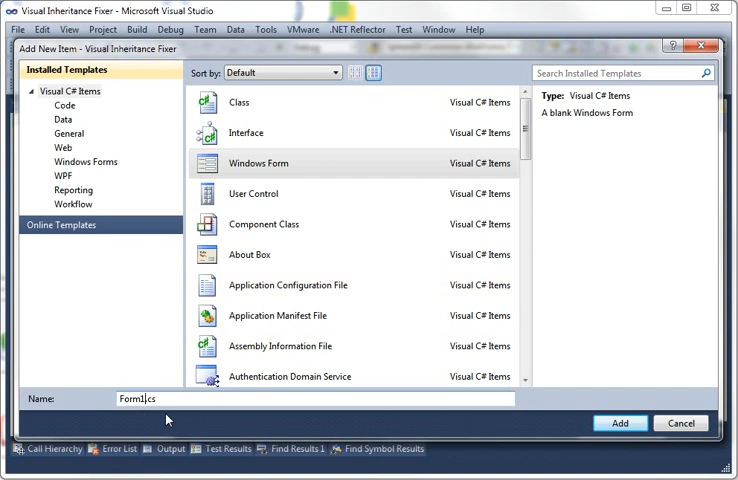 Visual Inheritance Fixer - Microsoft Visual Studio
File Edit View Project Build Debug Team Data Tools VMware .NET Reflector Test Window Help
Add New Item - Visual Inheritance Fixer
Installed Templates
Sort by: Default
Search Installed Templates
Visual C# Items
Code
Data
General
Web
Windows Forms
WPF
Reporting
Workflow
Online Templates
Class Visual C# Items
Interface Visual C# Items
Windows Form Visual C# Items
User Control Visual C# Items
Component Class Visual C# Items
About Box Visual C# Items
Application Configuration File Visual C# Items
Application Manifest File Visual C# Items
Assembly Information File Visual C# Items
Authentication Domain Service Visual C# Items
Type: Visual C# Items
A blank Windows Form
Name: Form1.cs
Add Cancel
Call Hierarchy Error List Output Test Results Find Results 1 Find Symbol Results